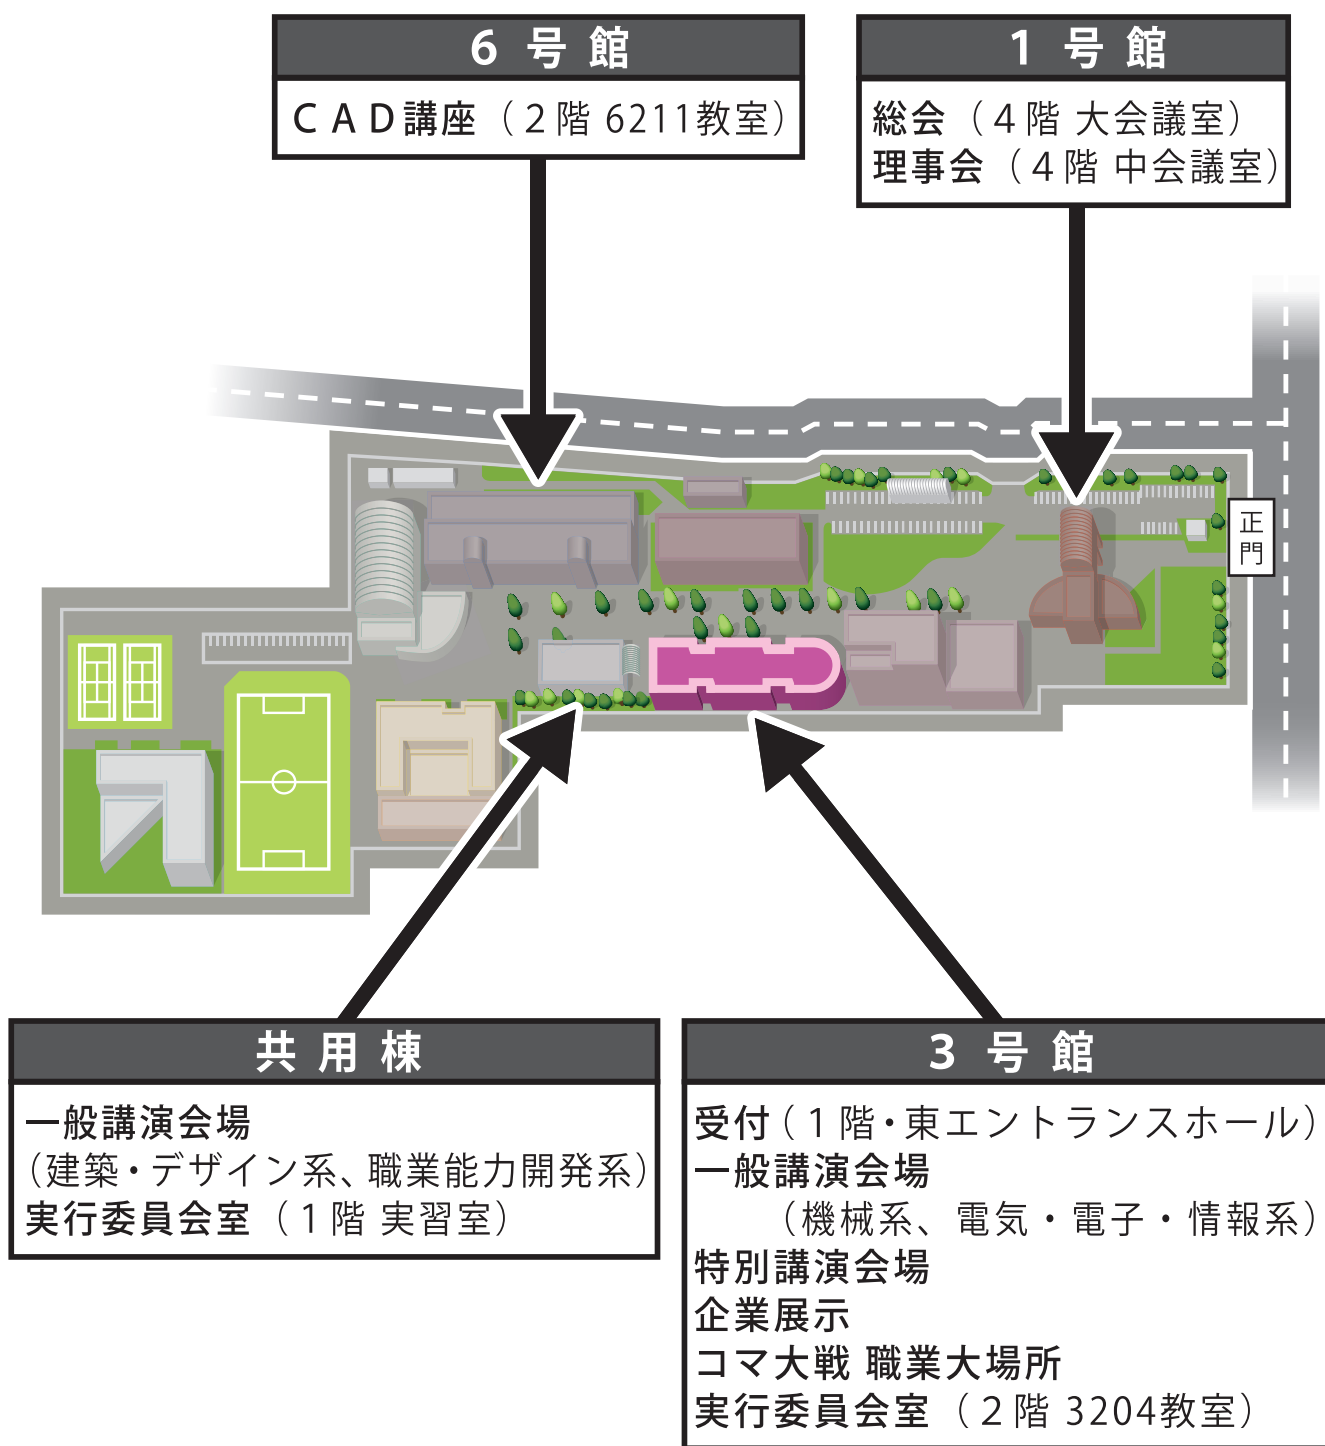 6 号 館
ＣＡＤ講座（２階 6211教室）
1 号 館
総会（４階 大会議室）
理事会（４階 中会議室）
正
門
共 用 棟
一般講演会場
（建築・デザイン系、職業能力開発系）
実行委員会室（１階 実習室）
3 号 館
受付（１階・東エントランスホール）
一般講演会場
（機械系、電気・電子・情報系）
特別講演会場
企業展示
コマ大戦 職業大場所
実行委員会室（２階 3204教室）